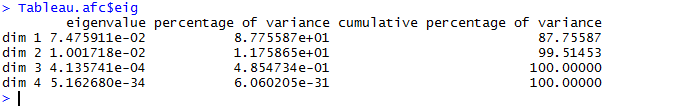 > Tableau.afc$eig
eigenvalue percentage of variance cumulative percentage of variance
dim 1 7.475911e-02 8.775587e+01 87.75587
dim 2 1.001718e-02 1.175865e+01 99.51453
dim 3 4.135741e-04 4.854734e-01 100.00000
dim 4 5.162680e-34 6.060205e-31 100.00000
>